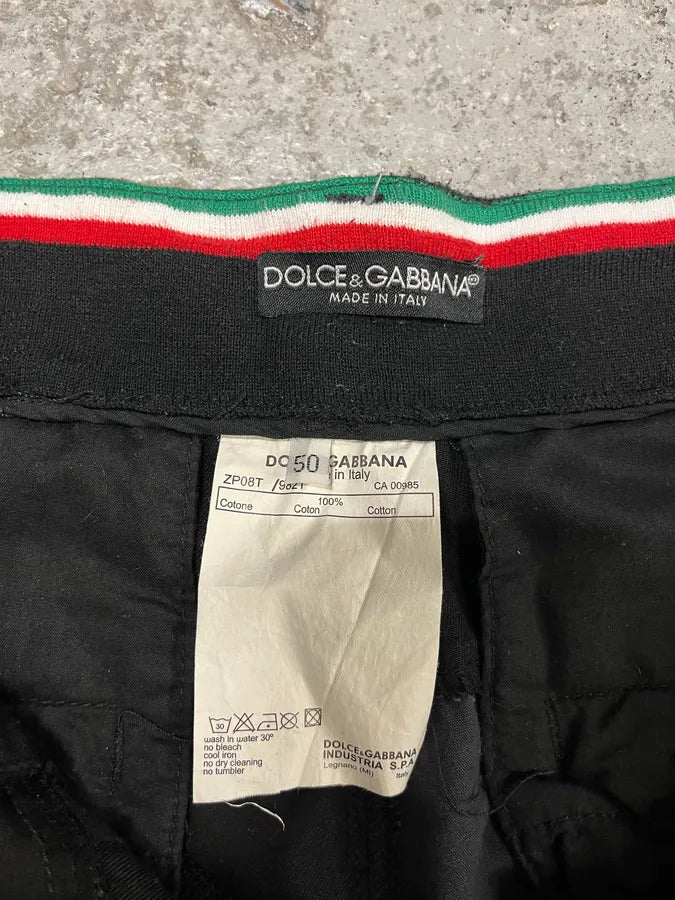 DOLCE&GABBANA®
MADE IN ITALY
50
GABBANA
in Italy
ZP08T
CA 00985
100%
Cotone Coton Cotton
30
wash in water 30°
no bleach
cool iron
no dry cleaning
no tumbler
DOLCE&GABBANA
INDUSTRIA S.P.A
Legnano (MI) Italy